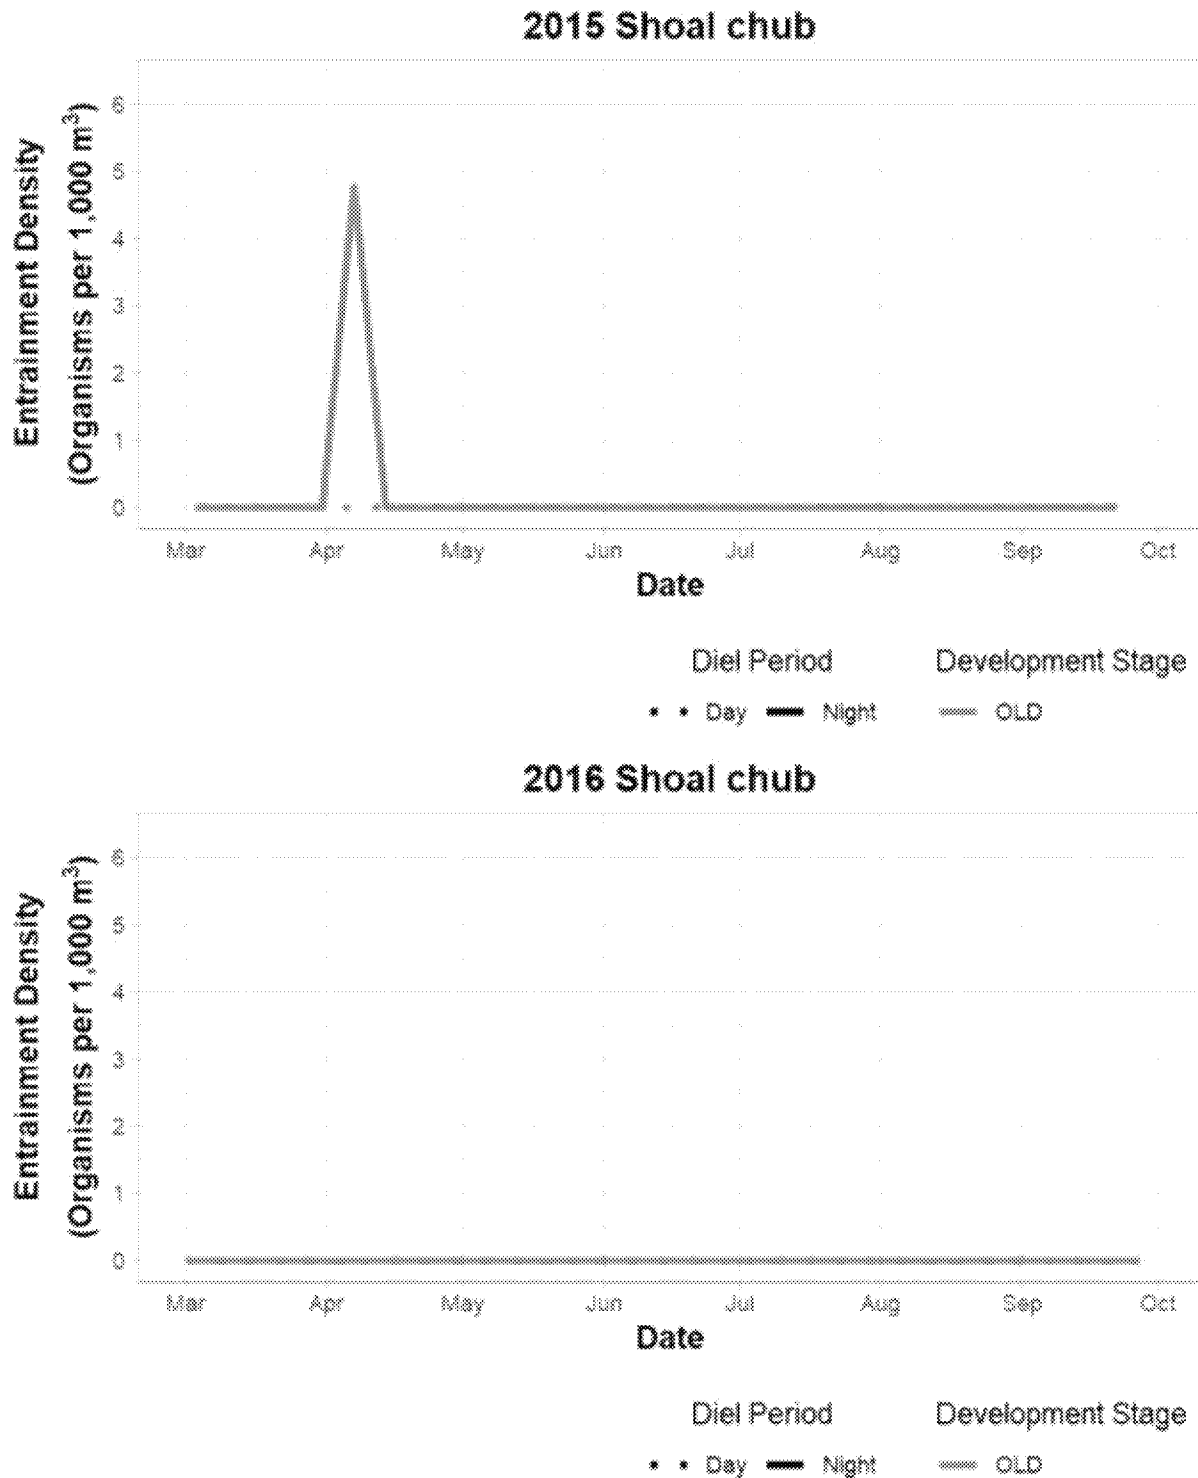 2015 Shoal chub
Entrainment Density
(Organisms per 1,000 m³)
6
5
4
3
2
1
0
Mar Apr May Jun Jul Aug Sep Oct
Date
Diel Period Development Stage
Day Night OLD
2016 Shoal chub
Entrainment Density
(Organisms per 1,000 m³)
6
5
4
3
2
1
0
Mar Apr May Jun Jul Aug Sep Oct
Date
Diel Period Development Stage
Day Night OLD